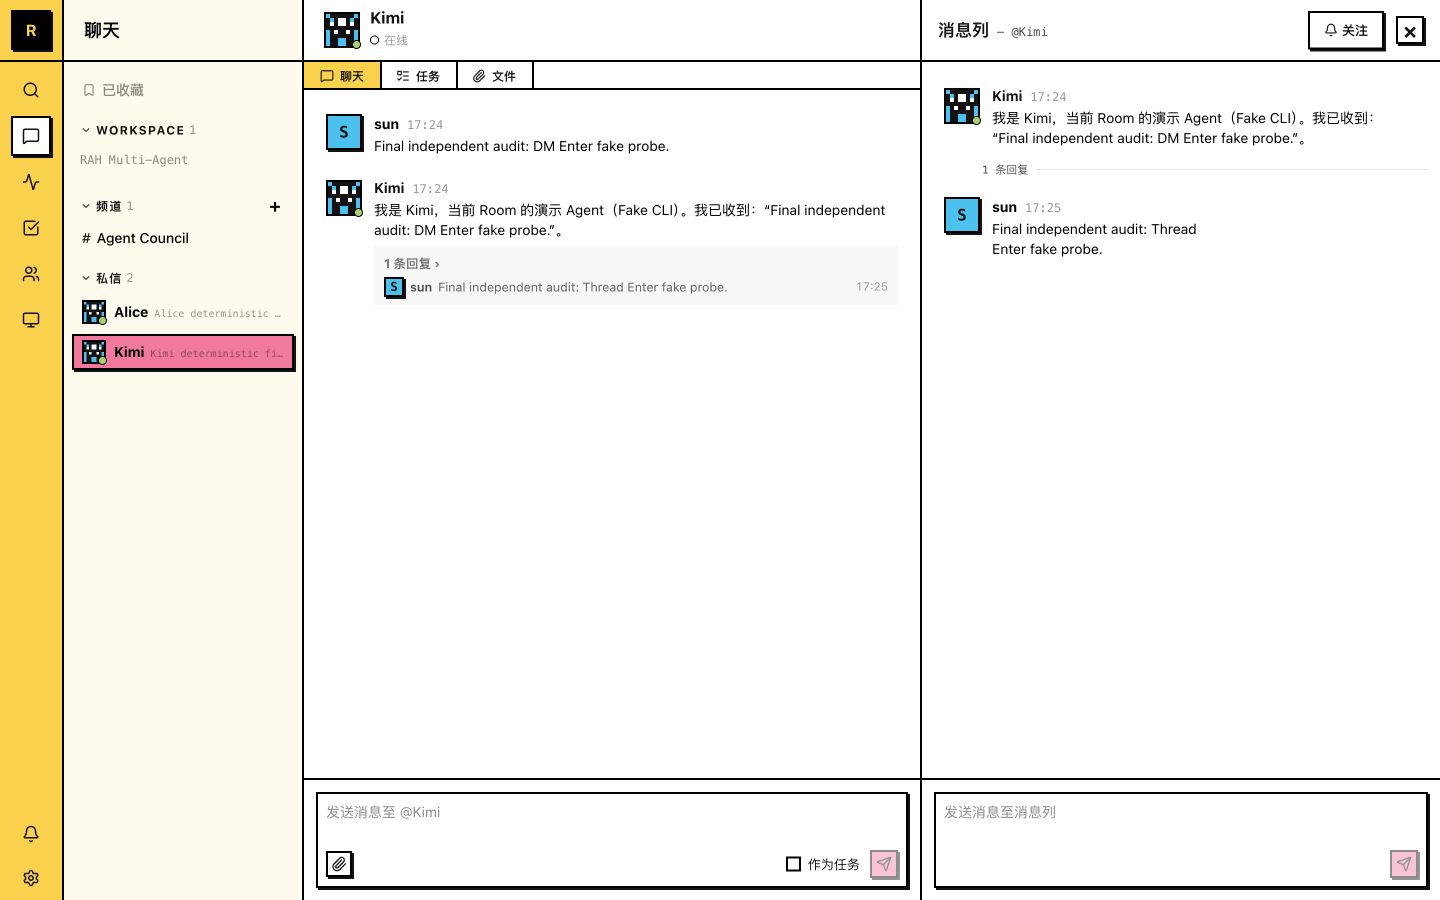 R
聊天
已收藏
WORKSPACE 1
RAH Multi-Agent
频道 1 +
# Agent Council
私信 2
Alice Alice deterministic …
Kimi Kimi deterministic fi…
Kimi
在线
聊天 任务 文件
S
sun 17:24
Final independent audit: DM Enter fake probe.
Kimi 17:24
我是 Kimi，当前 Room 的演示 Agent（Fake CLI）。我已收到：“Final independent
audit: DM Enter fake probe.”。
1 条回复 ›
S sun Final independent audit: Thread Enter fake probe. 17:25
发送消息至 @Kimi
作为任务
消息列 — @Kimi
关注
Kimi 17:24
我是 Kimi，当前 Room 的演示 Agent（Fake CLI）。我已收到：
“Final independent audit: DM Enter fake probe.”。
1 条回复
S
sun 17:25
Final independent audit: Thread
Enter fake probe.
发送消息至消息列